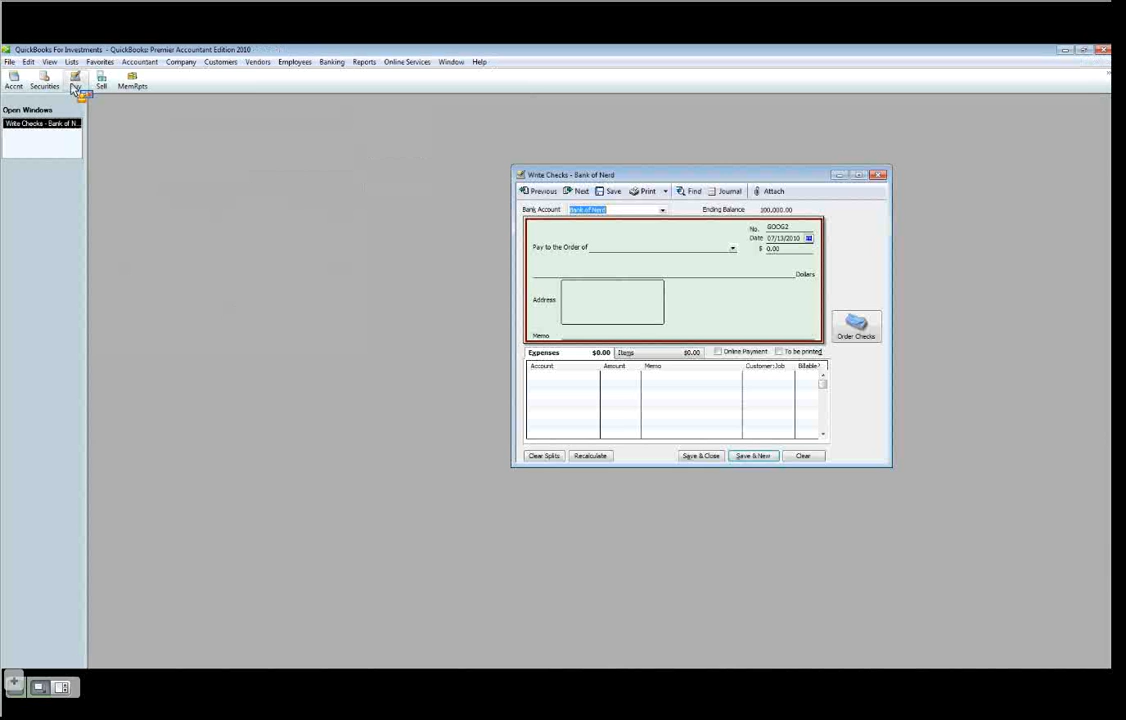 QuickBooks For Investments - QuickBooks: Premier Accountant Edition 2010
File Edit View Lists Favorites Accountant Company Customers Vendors Employees Banking Reports Online Services Window Help
Accnt Securities Sell MemRpts
Open Windows
Write Checks - Bank of N...
Write Checks - Bank of Nerd
Previous Next Save Print Find Journal Attach
Bank Account Bank of Nerd Ending Balance 100,000.00
No. GOOG2
Date 07/13/2010
Pay to the Order of $ 0.00
Dollars
Address
Order Checks
Memo
Expenses $0.00 Items $0.00 Online Payment To be printed
Account Amount Memo Customer:Job Billable?
Clear Splits Recalculate Save & Close Save & New Clear